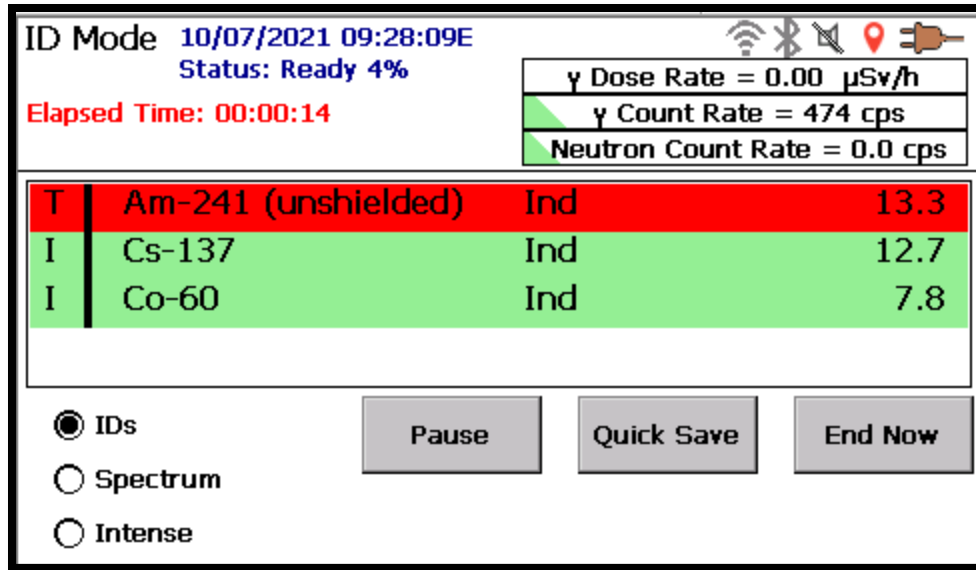 ID Mode 10/07/2021 09:28:09E
Status: Ready 4%
Elapsed Time: 00:00:14
γ Dose Rate = 0.00 μSv/h
γ Count Rate = 474 cps
Neutron Count Rate = 0.0 cps
T Am-241 (unshielded) Ind 13.3
I Cs-137 Ind 12.7
I Co-60 Ind 7.8
IDs
Spectrum
Intense
Pause
Quick Save
End Now